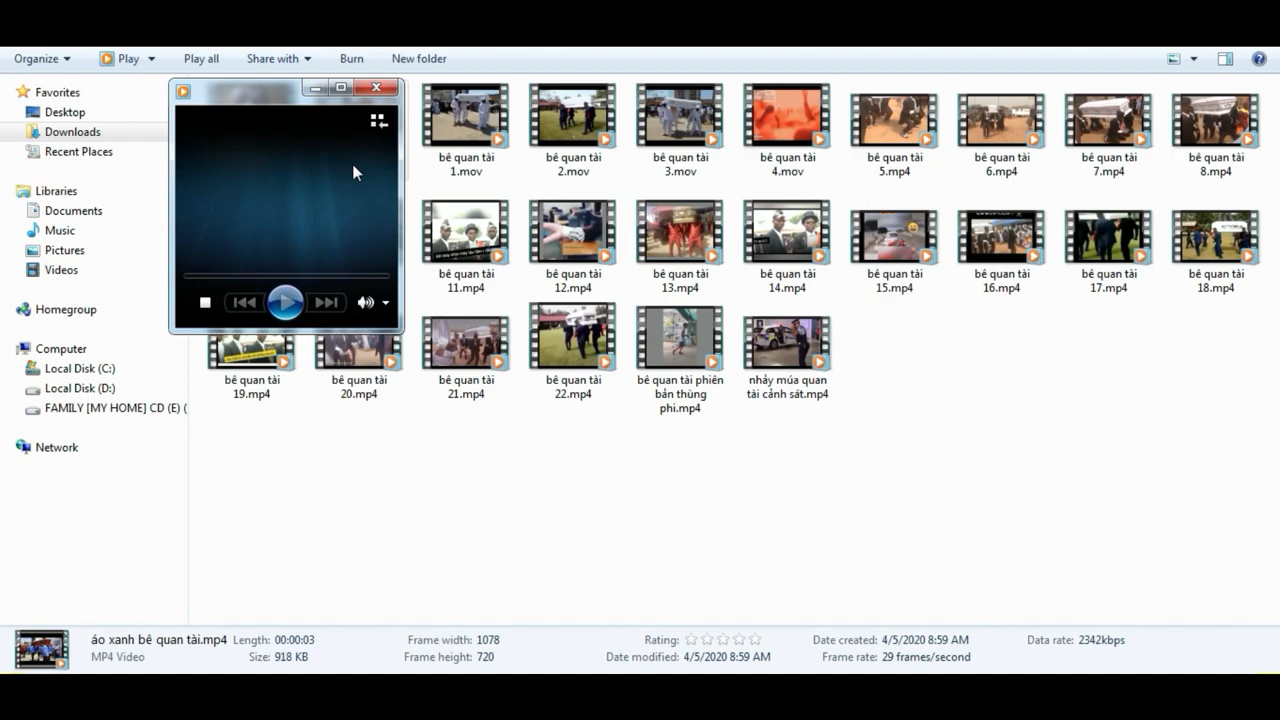 Organize
Play
Play all
Share with
Burn
New folder
Favorites
Desktop
Downloads
Recent Places
Libraries
Documents
Music
Pictures
Videos
Homegroup
Computer
Local Disk (C:)
Local Disk (D:)
FAMILY [MY HOME] CD (E) (
Network
bê quan tài
1.mov
bê quan tài
2.mov
bê quan tài
3.mov
bê quan tài
4.mov
bê quan tài
5.mp4
bê quan tài
6.mp4
bê quan tài
7.mp4
bê quan tài
8.mp4
bê quan tài
11.mp4
bê quan tài
12.mp4
bê quan tài
13.mp4
bê quan tài
14.mp4
bê quan tài
15.mp4
bê quan tài
16.mp4
bê quan tài
17.mp4
bê quan tài
18.mp4
bê quan tài
19.mp4
bê quan tài
20.mp4
bê quan tài
21.mp4
bê quan tài
22.mp4
bê quan tài phiên
bản thùng
phi.mp4
nhảy múa quan
tài cảnh sát.mp4
áo xanh bê quan tài.mp4
MP4 Video
Length: 00:00:03
Size: 918 KB
Frame width: 1078
Frame height: 720
Rating:
Date modified: 4/5/2020 8:59 AM
Date created: 4/5/2020 8:59 AM
Frame rate: 29 frames/second
Data rate: 2342kbps